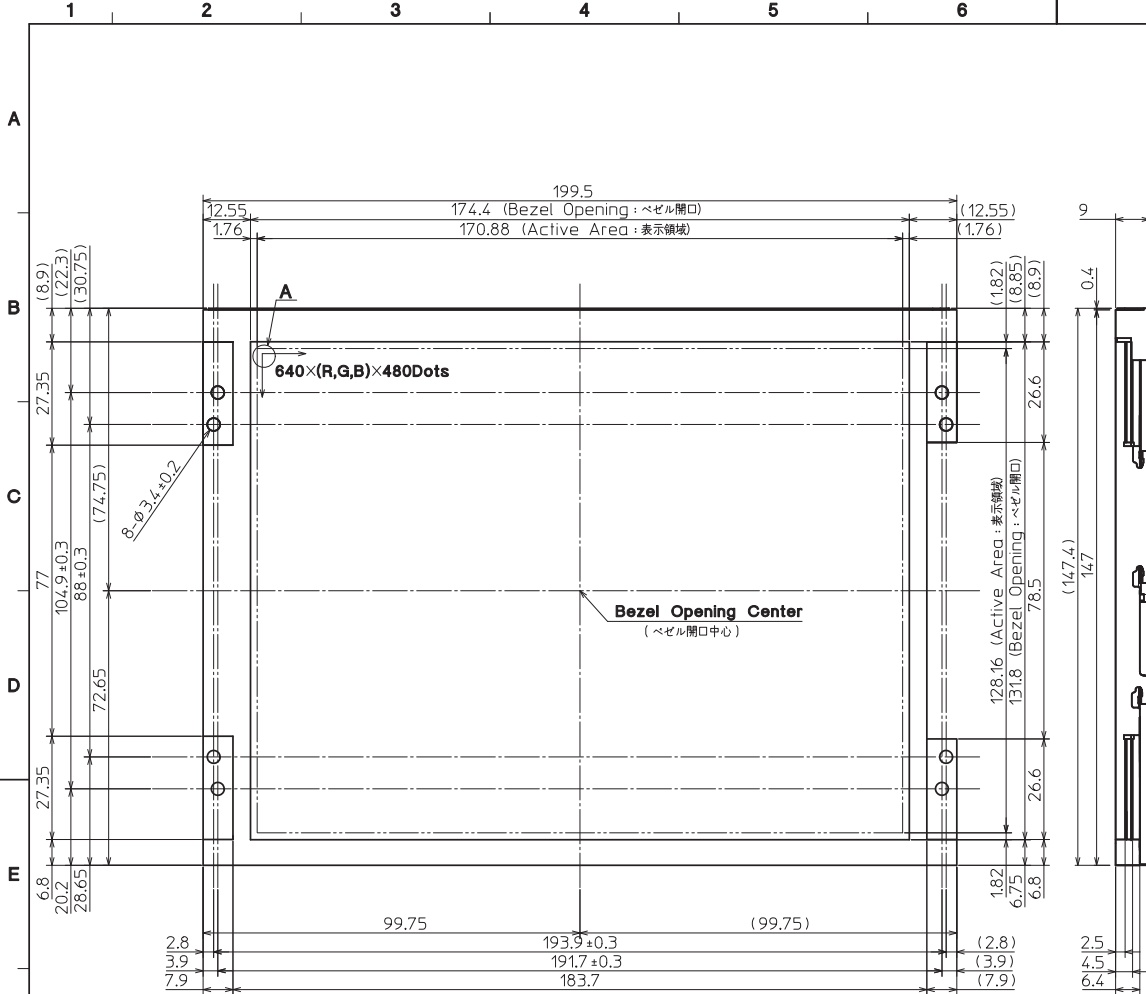 1 2 3 4 5 6
A
B
C
D
E
199.5
12.55 174.4 (Bezel Opening : ベゼル開口) (12.55)
1.76 170.88 (Active Area : 表示領域) (1.76)
9
(8.9)
(22.3)
(30.75)
(1.82)
(8.85)
(8.9)
0.4
A
640×(R,G,B)×480Dots
27.35
26.6
8-φ3.4±0.2
(74.75)
77
104.9±0.3
88±0.3
128.16 (Active Area : 表示領域)
131.8 (Bezel Opening : ベゼル開口)
78.5
(147.4)
147
Bezel Opening Center
( ベゼル開口中心 )
72.65
27.35
26.6
6.8
20.2
28.65
1.82
6.75
6.8
99.75 (99.75)
2.8 193.9±0.3 (2.8) 2.5
3.9 191.7±0.3 (3.9) 4.5
7.9 183.7 (7.9) 6.4